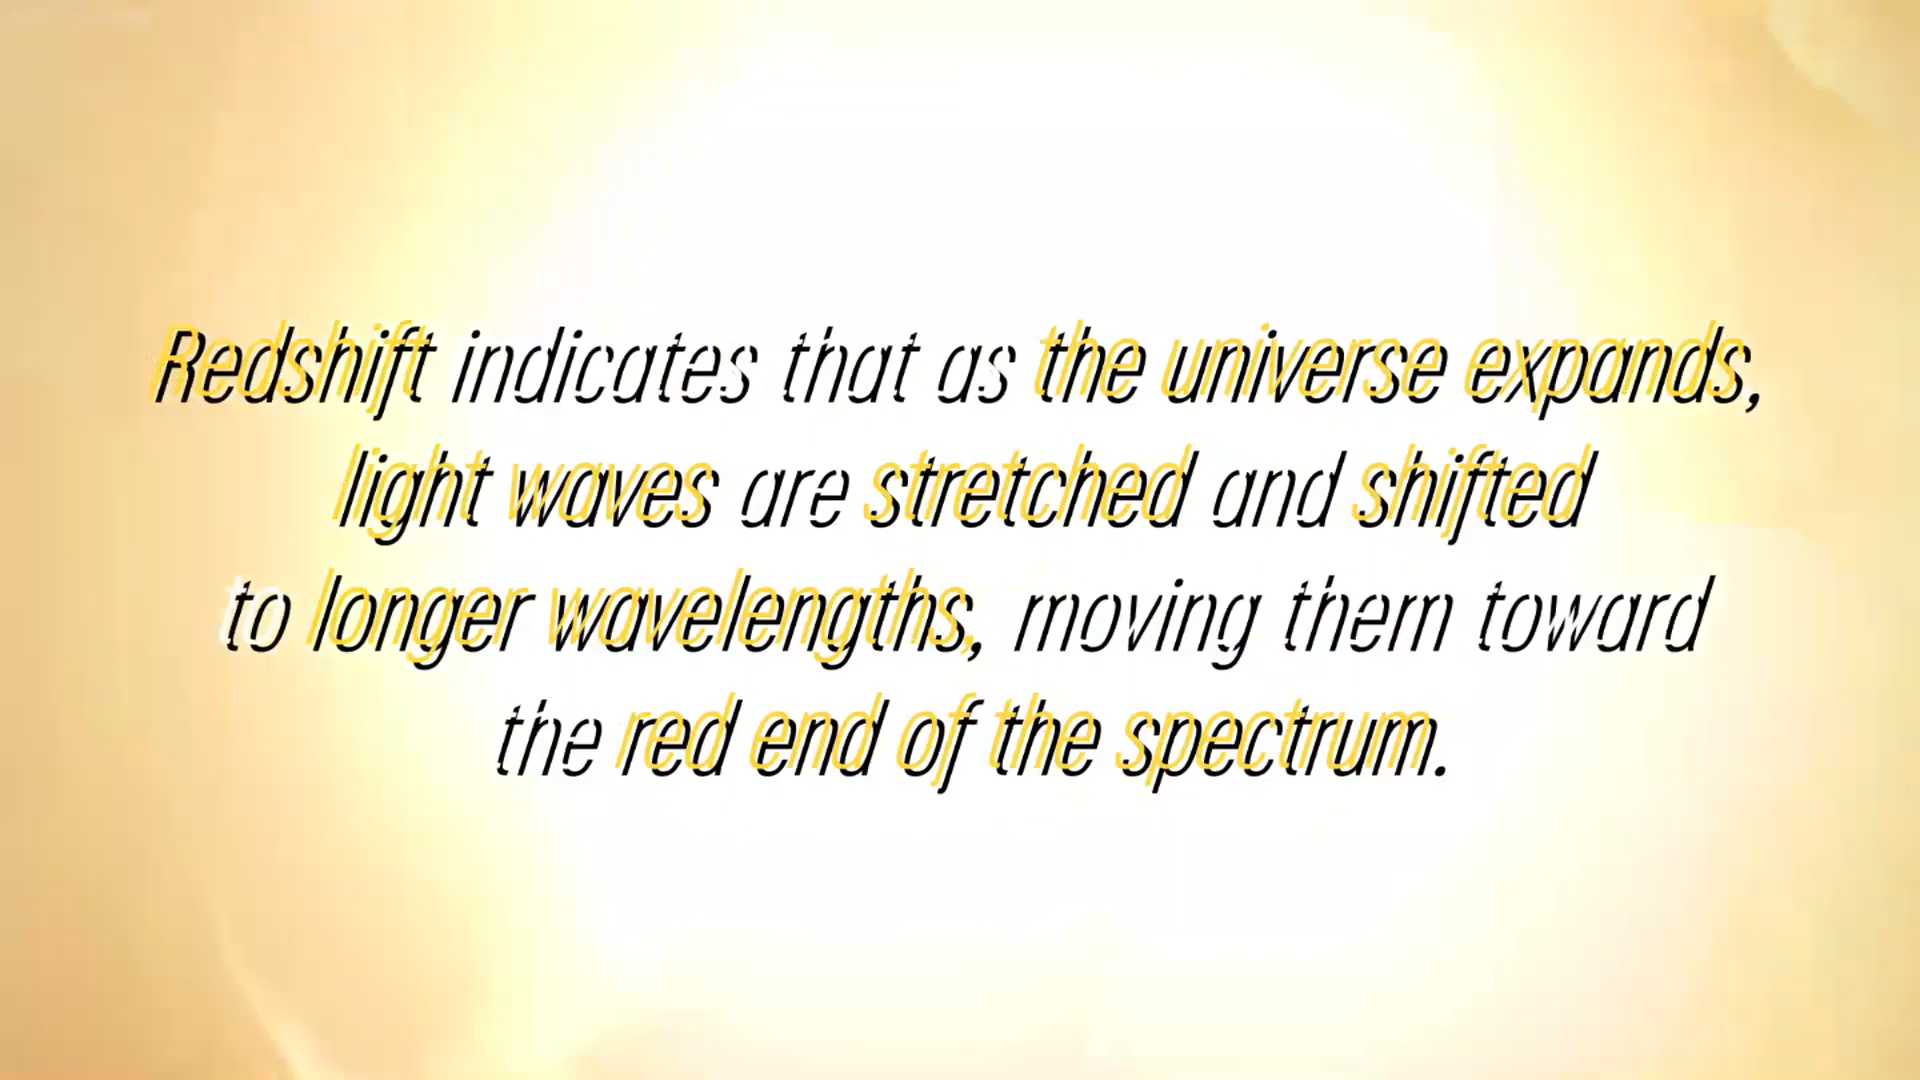 Redshift indicates that as the universe expands,
light waves are stretched and shifted
to longer wavelengths, moving them toward
the red end of the spectrum.